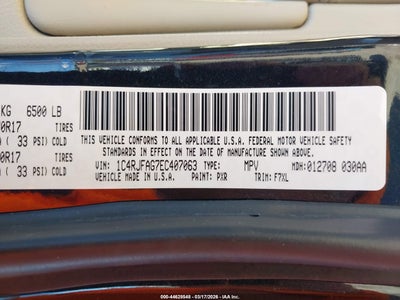 KG 6500 LB
0R17 TIRES
( 33 PSI) COLD
0R17 TIRES
( 33 PSI) COLD
THIS VEHICLE CONFORMS TO ALL APPLICABLE U.S.A. FEDERAL MOTOR VEHICLE SAFETY
STANDARDS IN EFFECT ON THE DATE OF MANUFACTURE SHOWN ABOVE.
VIN: 1C4RJFAG7EC407063 TYPE: MPV MDH: 012708 030AA
VEHICLE MADE IN U.S.A. PAINT: PXR TRIM: F7XL
000-44629548 - 03/17/2026 - IAA